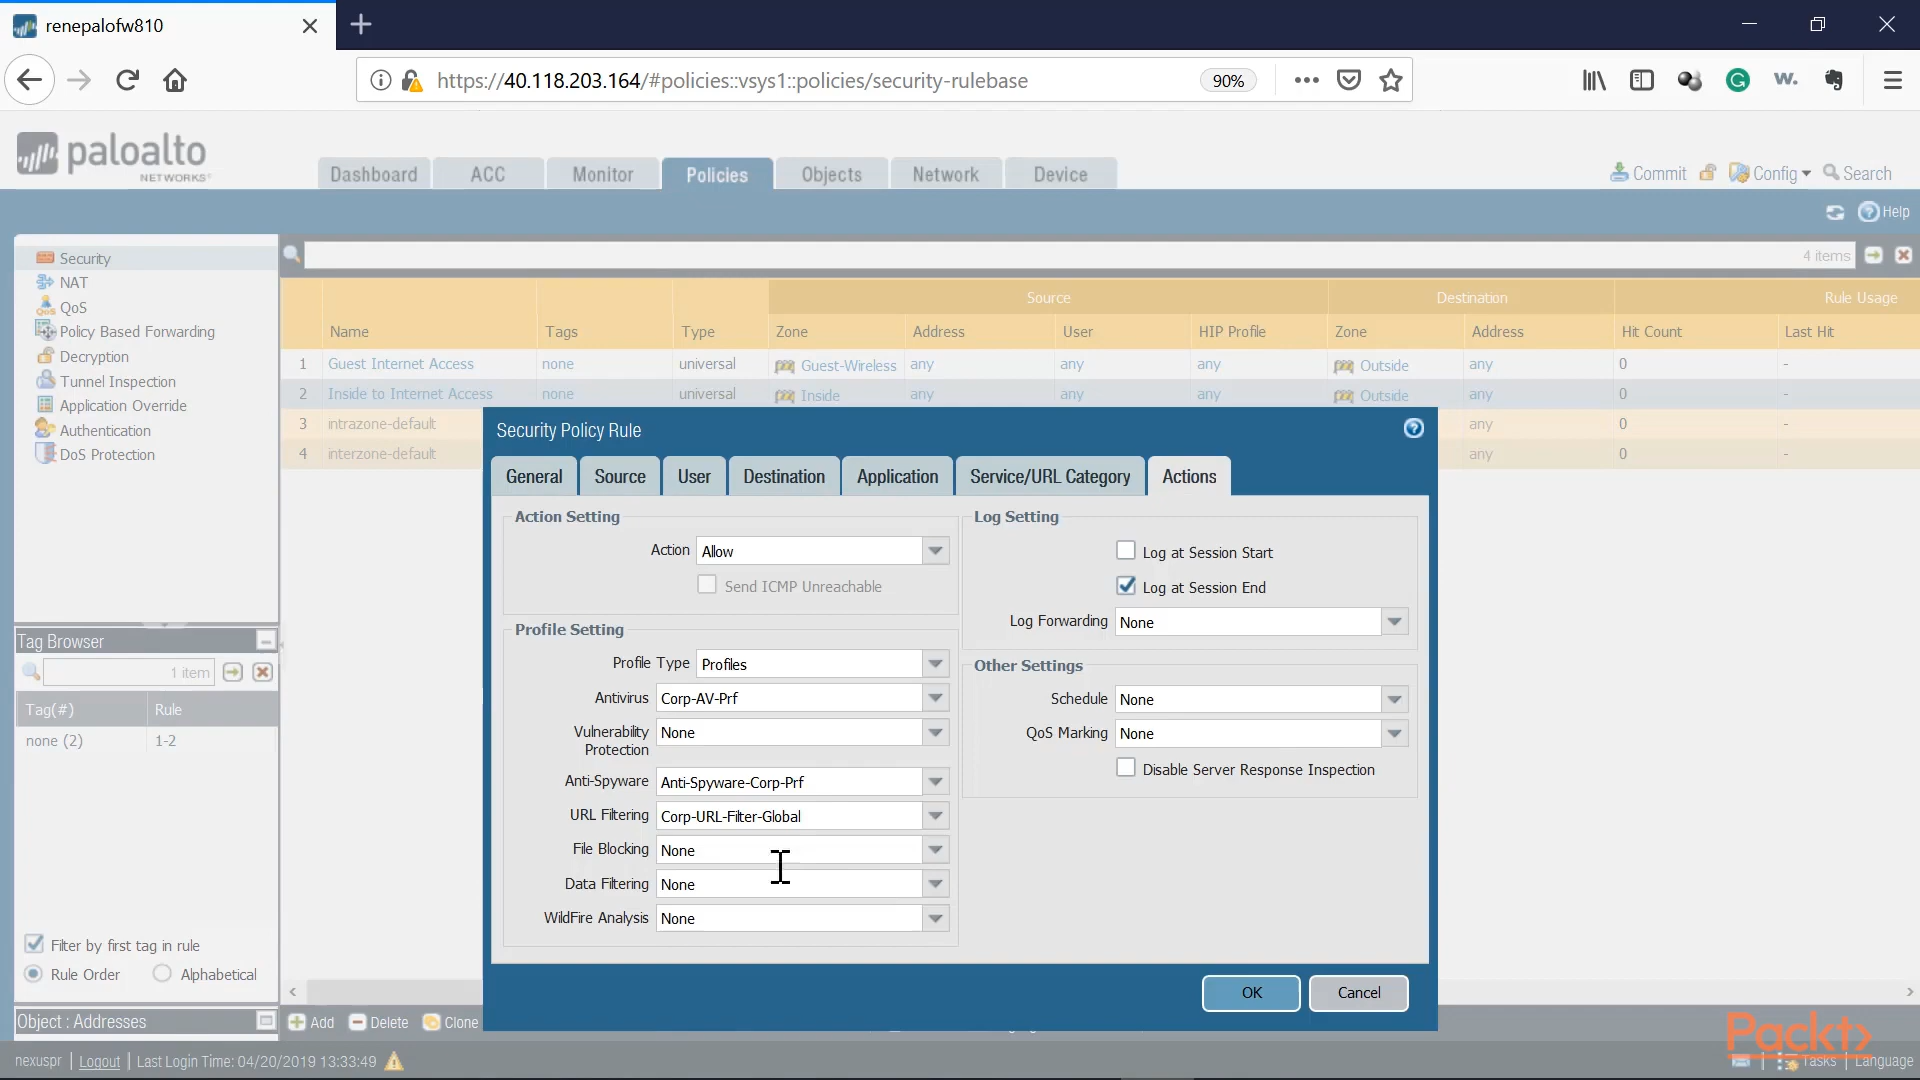 renepalofw810
https://40.118.203.164/#policies::vsys1::policies/security-rulebase 90%
paloalto
NETWORKS®
Dashboard ACC Monitor Policies Objects Network Device
Commit Config Search
Help
Security
NAT
QoS
Policy Based Forwarding
Decryption
Tunnel Inspection
Application Override
Authentication
DoS Protection
4 items
Source Destination Rule Usage
Name Tags Type Zone Address User HIP Profile Zone Address Hit Count Last Hit
1 Guest Internet Access none universal Guest-Wireless any any any Outside any 0 -
2 Inside to Internet Access none universal Inside any any any Outside any 0 -
3 intrazone-default any 0 -
4 interzone-default any 0 -
Security Policy Rule
General Source User Destination Application Service/URL Category Actions
Action Setting
Action Allow
Send ICMP Unreachable
Profile Setting
Profile Type Profiles
Antivirus Corp-AV-Prf
Vulnerability Protection None
Anti-Spyware Anti-Spyware-Corp-Prf
URL Filtering Corp-URL-Filter-Global
File Blocking None
Data Filtering None
WildFire Analysis None
Log Setting
Log at Session Start
Log at Session End
Log Forwarding None
Other Settings
Schedule None
QoS Marking None
Disable Server Response Inspection
OK Cancel
Tag Browser
1 item
Tag(#) Rule
none (2) 1-2
Filter by first tag in rule
Rule Order Alphabetical
Object : Addresses
Add Delete Clone
nexuspr | Logout | Last Login Time: 04/20/2019 13:33:49
Packt>
Tasks | Language